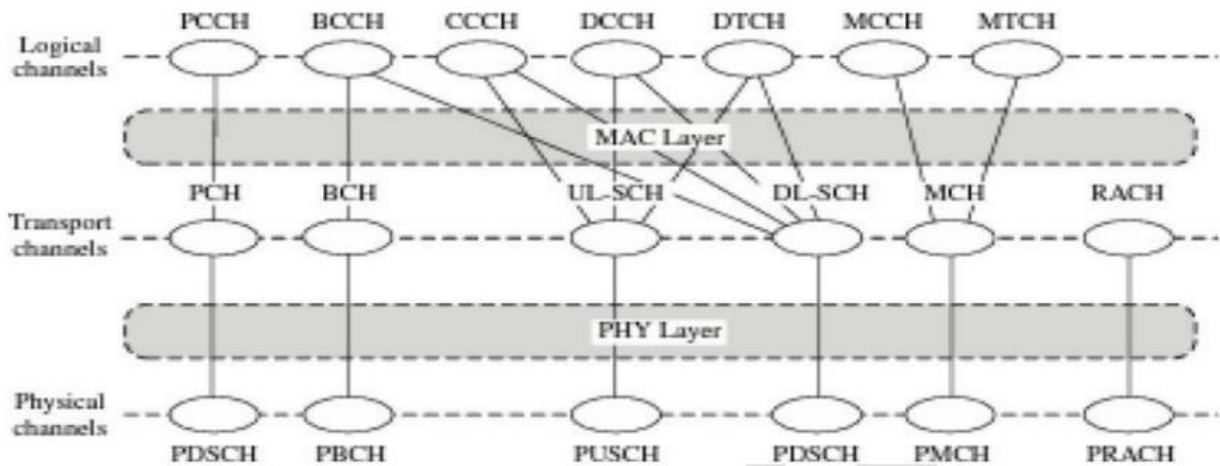 PCCH BCCH CCCH DCCH DTCH MCCH MTCH
Logical
channels
MAC Layer
PCH BCH UL-SCH DL-SCH MCH RACH
Transport
channels
PHY Layer
Physical
channels
PDSCH PBCH PUSCH PDSCH PMCH PRACH